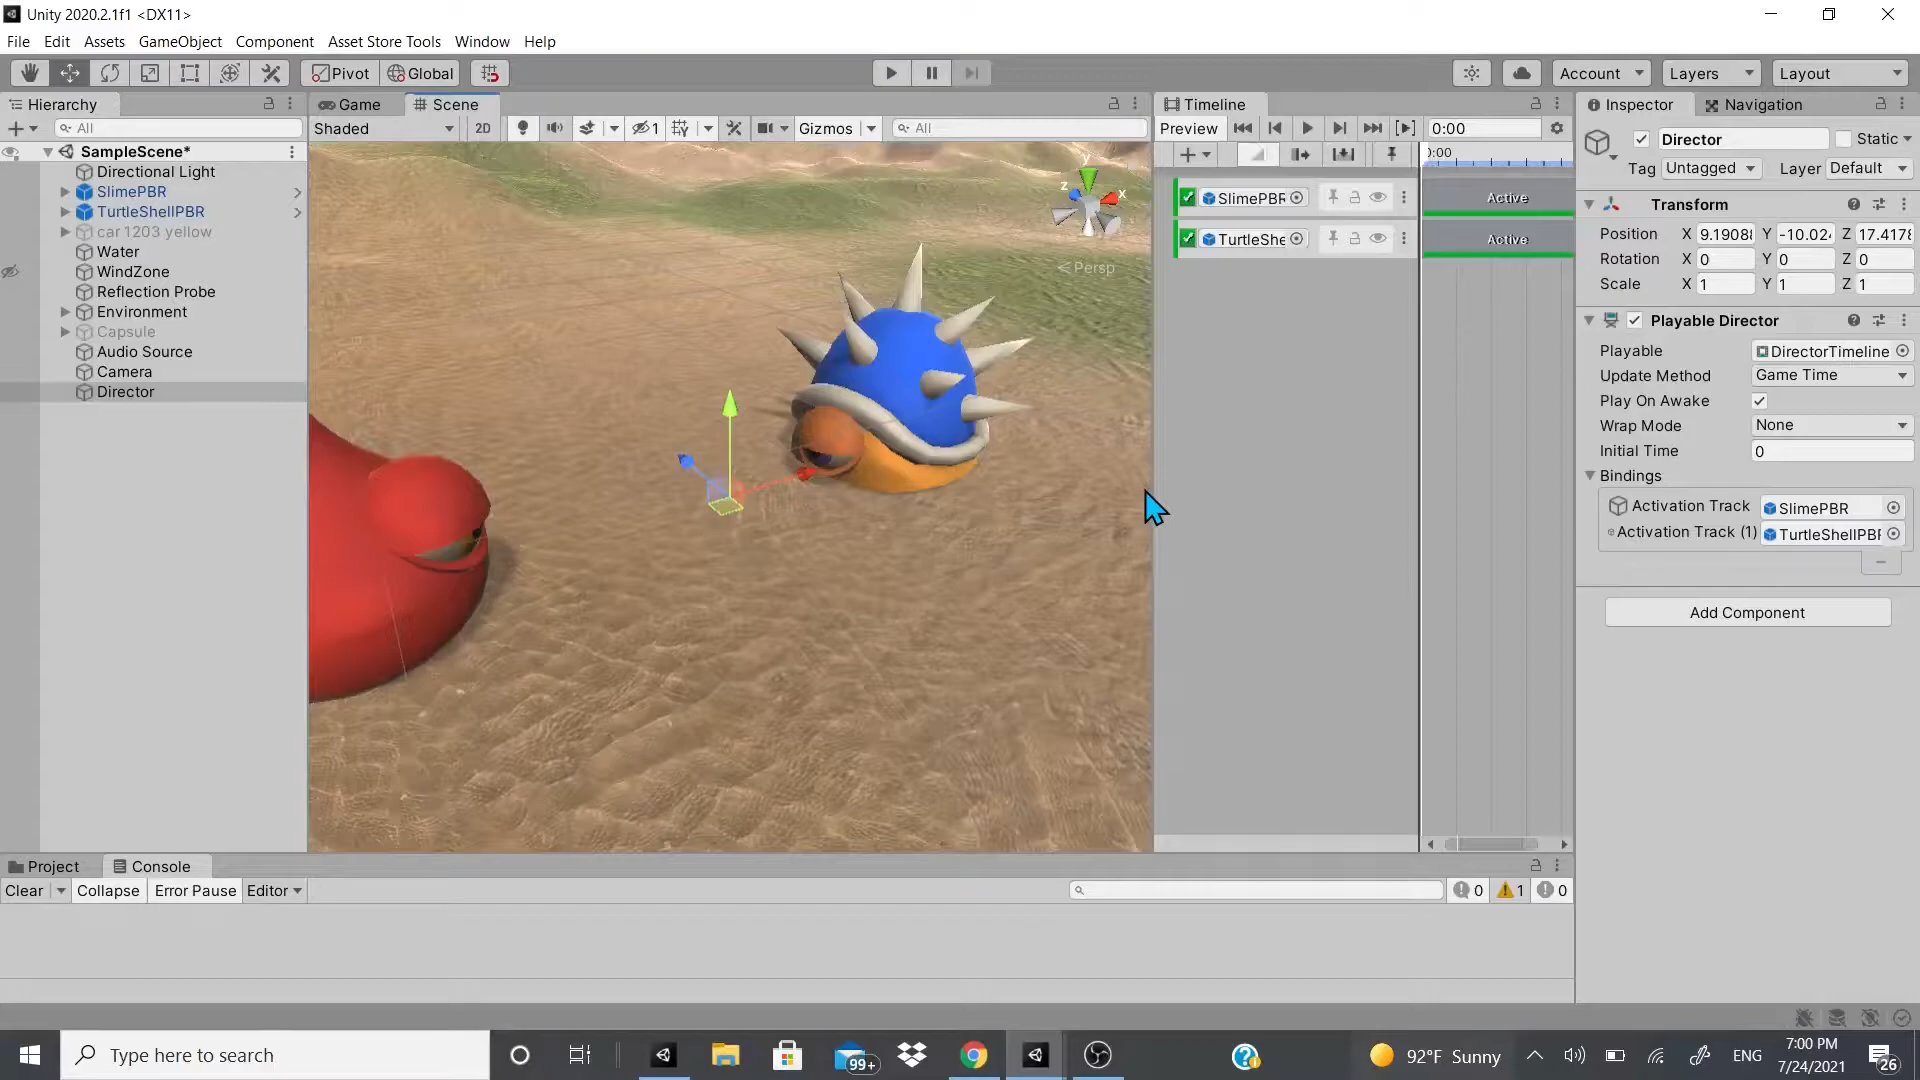 Unity 2020.2.1f1 <DX11>
File Edit Assets GameObject Component Asset Store Tools Window Help
Pivot Global Account Layers Layout
Hierarchy Game Scene Timeline Inspector Navigation
All Shaded 2D 1 Gizmos All Preview 0:00
Director Static
SampleScene* 0:00
Tag Untagged Layer Default
Directional Light
SlimePBR SlimePBR Active
TurtleShellPBR TurtleShe Active
car 1203 yellow
Water
WindZone
Reflection Probe
Environment
Capsule
Audio Source
Camera
Director
y
z x
Persp
Transform
Position X 9.1908 Y -10.02 Z 17.417
Rotation X 0 Y 0 Z 0
Scale X 1 Y 1 Z 1
Playable Director
Playable DirectorTimeline
Update Method Game Time
Play On Awake
Wrap Mode None
Initial Time 0
Bindings
Activation Track SlimePBR
Activation Track (1) TurtleShellPBR
Add Component
Project Console
Clear Collapse Error Pause Editor 0 1 0
Type here to search 99+ 92°F Sunny ENG 7:00 PM
7/24/2021 26